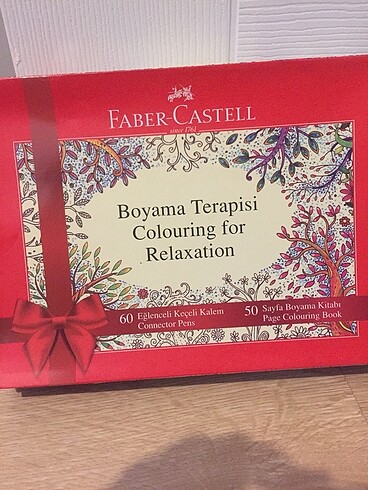 FABER-CASTELL
since 1761
Boyama Terapisi
Colouring for
Relaxation
60 Eğlenceli Keçeli Kalem
Connector Pens
50 Sayfa Boyama Kitabı
Page Colouring Book